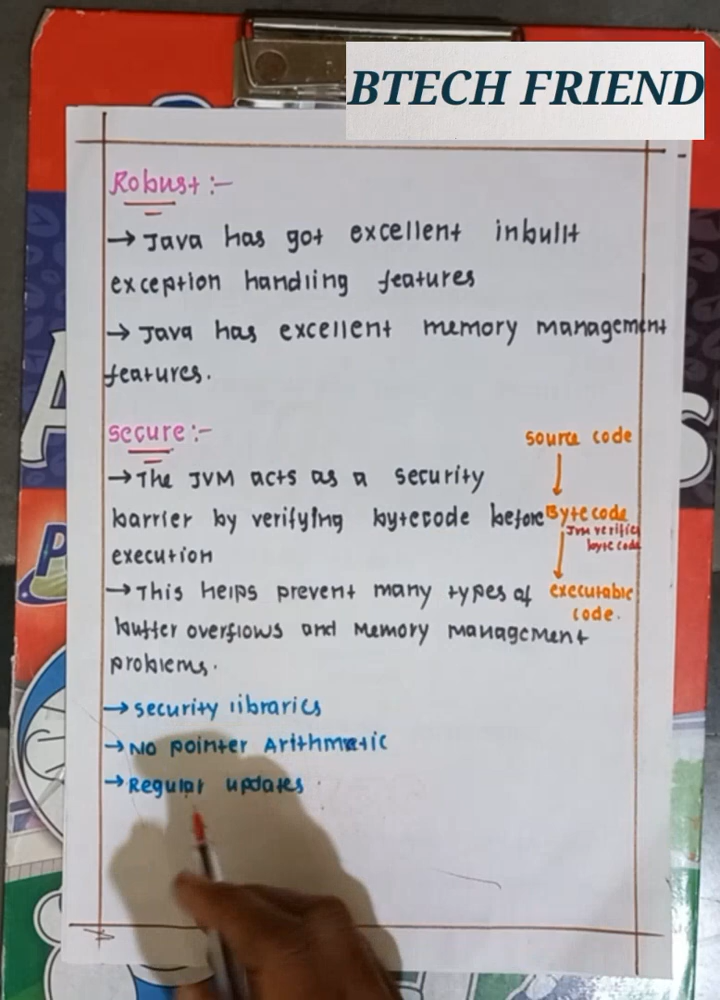 BTECH FRIEND
Robust :-
→ Java has got excellent inbuilt
exception handling features
→ Java has excellent memory management
features.
Secure :-
→ The JVM acts as a security
barrier by verifying bytecode before
execution
→ This helps prevent many types of
buffer overflows and Memory management
problems.
→ security libraries
→ No pointer Arithmetic
→ Regular updates
source code
↓
Bytecode
↓ Jvm verifies
byte code
executable
code.